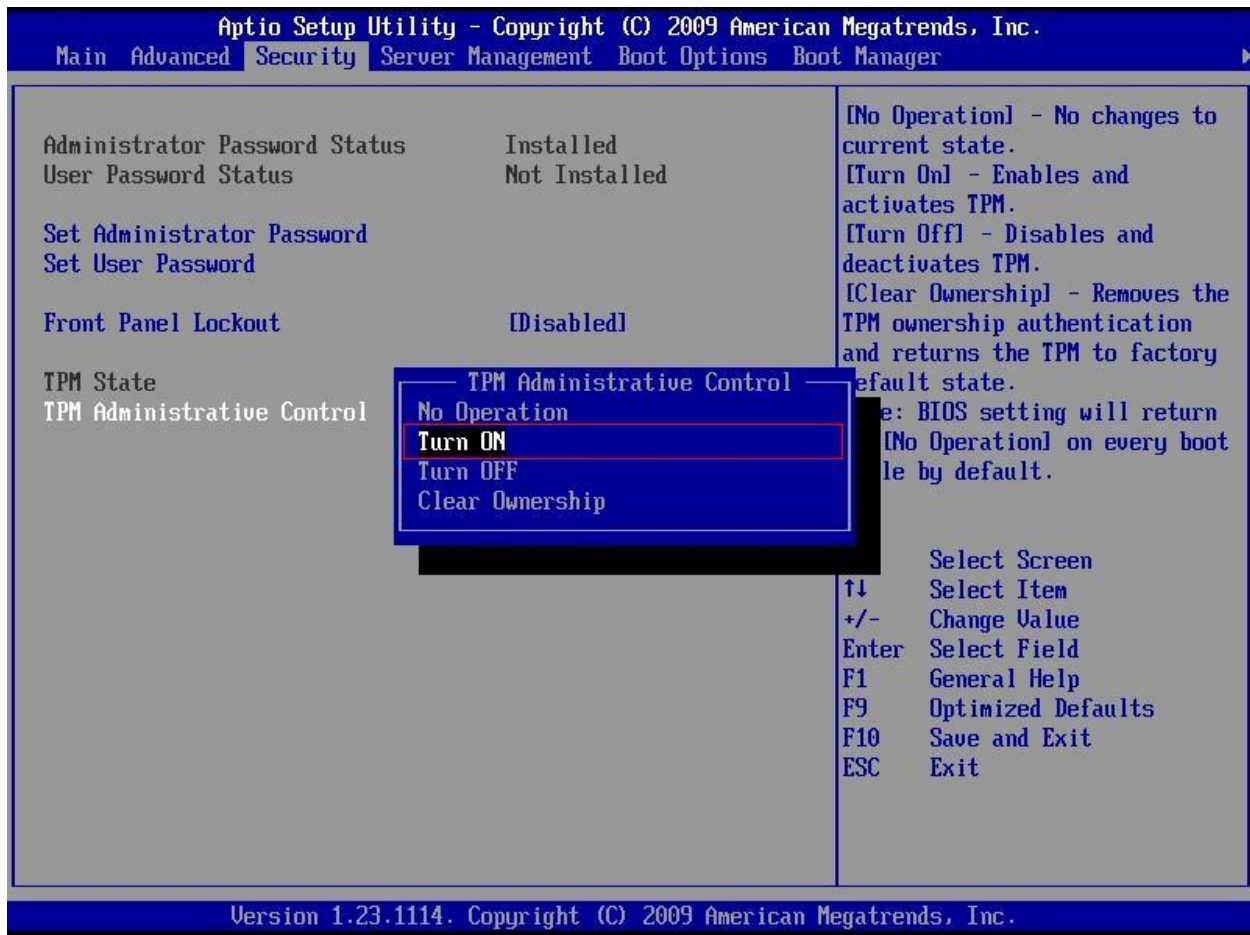 Aptio Setup Utility - Copyright (C) 2009 American Megatrends, Inc.
Main Advanced Security Server Management Boot Options Boot Manager
Administrator Password Status Installed
User Password Status Not Installed
Set Administrator Password
Set User Password
Front Panel Lockout [Disabled]
TPM State
TPM Administrative Control
TPM Administrative Control
No Operation
Turn ON
Turn OFF
Clear Ownership
[No Operation] - No changes to
current state.
[Turn On] - Enables and
activates TPM.
[Turn Off] - Disables and
deactivates TPM.
[Clear Ownership] - Removes the
TPM ownership authentication
and returns the TPM to factory
efault state.
e: BIOS setting will return
[No Operation] on every boot
le by default.
Select Screen
↑↓ Select Item
+/- Change Value
Enter Select Field
F1 General Help
F9 Optimized Defaults
F10 Save and Exit
ESC Exit
Version 1.23.1114. Copyright (C) 2009 American Megatrends, Inc.